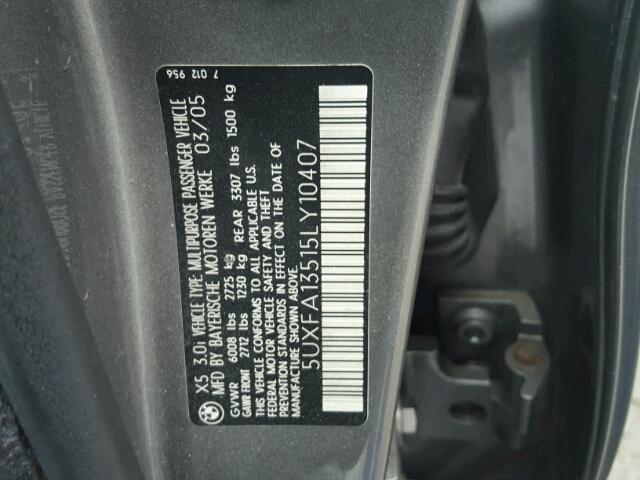 X5 3.0i VEHICLE TYPE MULTIPURPOSE PASSENGER VEHICLE
MFD BY BAYERISCHE MOTOREN WERKE 03/05
GVWR 6008 lbs 2725 kg
GAWR FRONT 2712 lbs 1230 kg REAR 3307 lbs 1500 kg
THIS VEHICLE CONFORMS TO ALL APPLICABLE U.S.
FEDERAL MOTOR VEHICLE SAFETY AND THEFT
PREVENTION STANDARDS IN EFFECT ON THE DATE OF
MANUFACTURE SHOWN ABOVE.
5UXFA13515LY10407
7 012 956